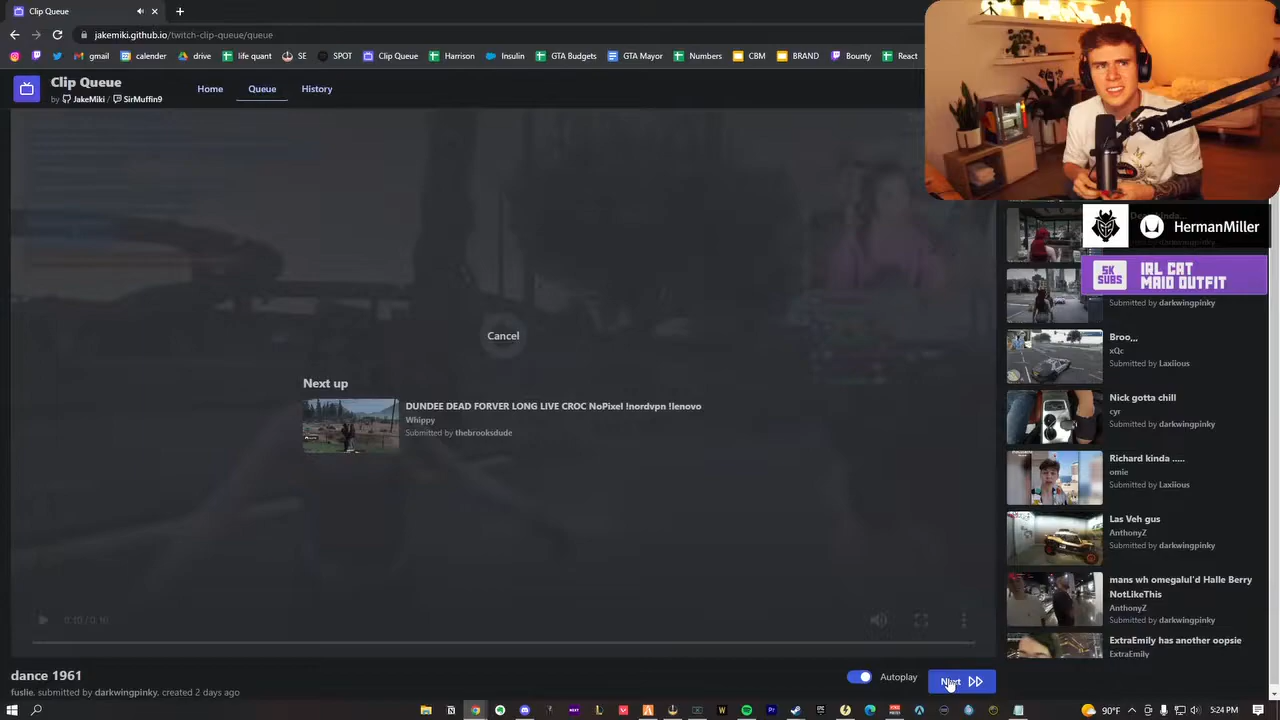 Clip Queue
jakemiki.github.io/twitch-clip-queue/queue
gmail
calender
drive
life quant
SE
Clip Queue
Harrison
Insulin
GTA Budgets
GTA Mayor
Numbers
CBM
BRAND
Bounty
React
Clip Queue
by JakeMiki / SirMuffin9
Home
Queue
History
HermanMiller
5K SUBS
IRL CAT
MAID OUTFIT
Submitted by darkwingpinky
Broo,,,
xQc
Submitted by Laxiious
Cancel
Next up
DUNDEE DEAD FORVER LONG LIVE CROC NoPixel !nordvpn !lenovo
Whippy
Submitted by thebrooksdude
Nick gotta chill
cyr
Submitted by darkwingpinky
Richard kinda .....
omie
Submitted by Laxiious
Las Veh gus
AnthonyZ
Submitted by darkwingpinky
mans wh omegalul'd Halle Berry
NotLikeThis
AnthonyZ
Submitted by darkwingpinky
ExtraEmily has another oopsie
ExtraEmily
dance 1961
fuslie. submitted by darkwingpinky. created 2 days ago
Autoplay
Next
90°F
5:24 PM